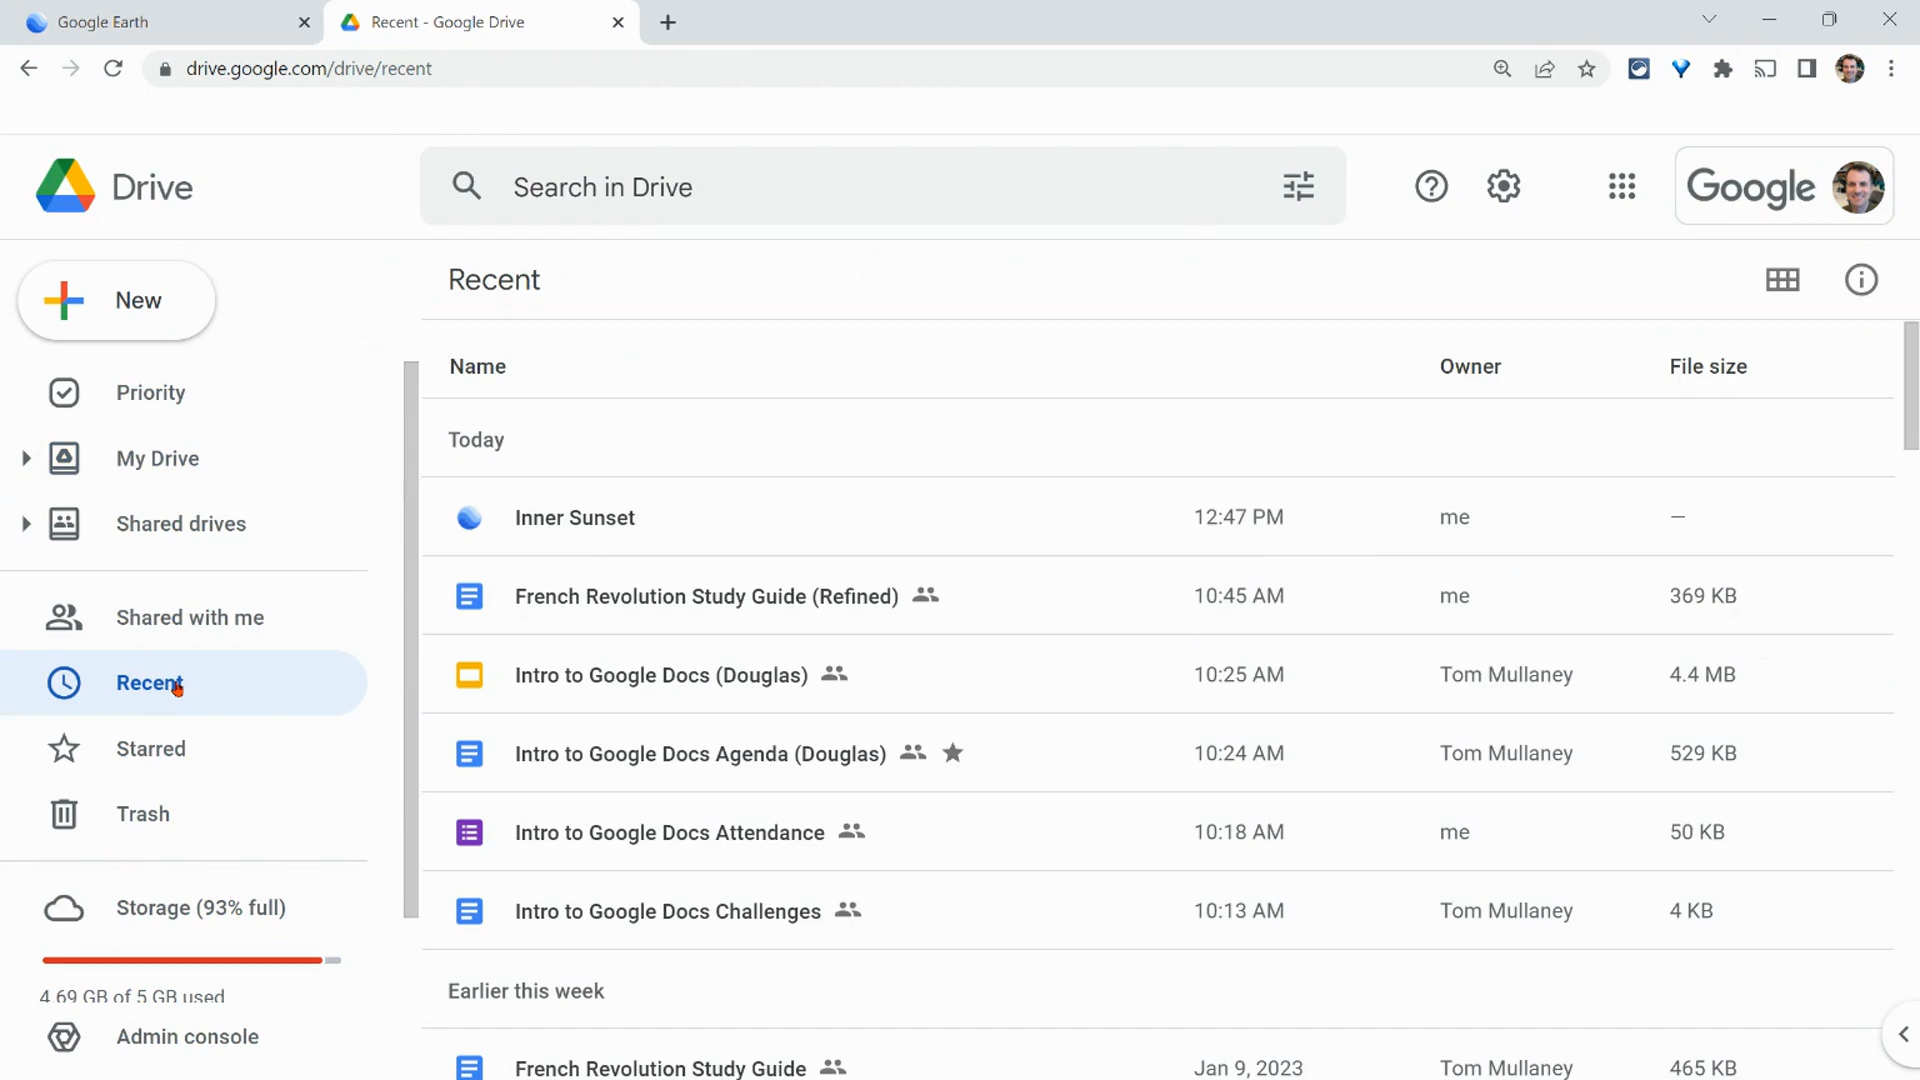 Google Earth
Recent - Google Drive
drive.google.com/drive/recent
Drive
Search in Drive
Google
New
Recent
Name Owner File size
Priority
My Drive
Shared drives
Shared with me
Recent
Starred
Trash
Storage (93% full)
4.69 GB of 5 GB used
Admin console
Today
Inner Sunset 12:47 PM me —
French Revolution Study Guide (Refined) 10:45 AM me 369 KB
Intro to Google Docs (Douglas) 10:25 AM Tom Mullaney 4.4 MB
Intro to Google Docs Agenda (Douglas) 10:24 AM Tom Mullaney 529 KB
Intro to Google Docs Attendance 10:18 AM me 50 KB
Intro to Google Docs Challenges 10:13 AM Tom Mullaney 4 KB
Earlier this week
French Revolution Study Guide Jan 9, 2023 Tom Mullaney 465 KB